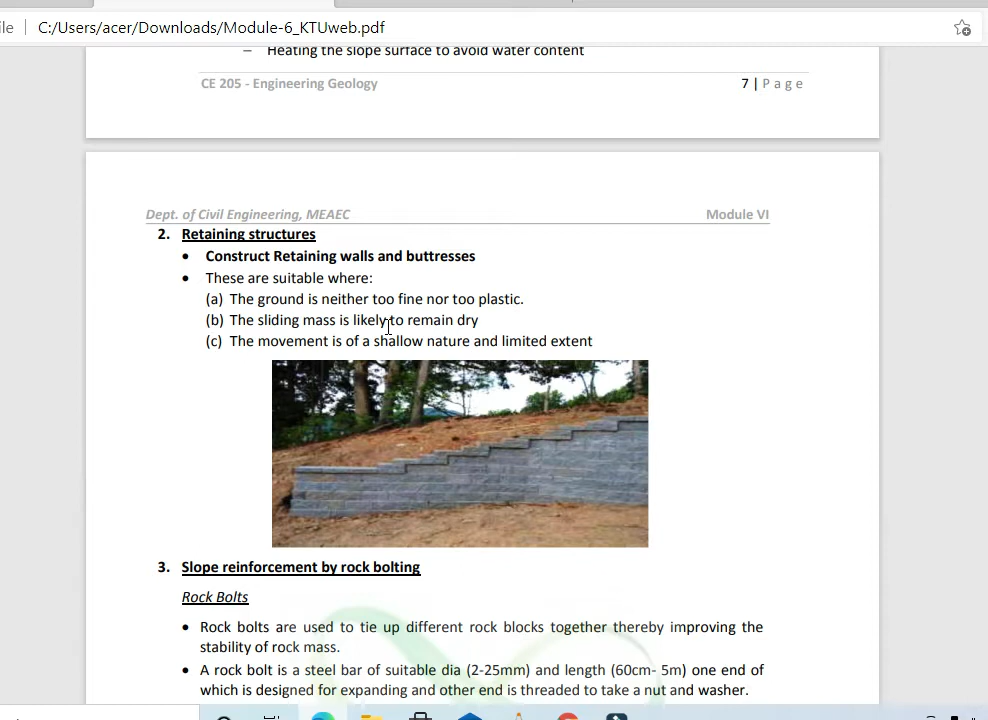 ile | C:/Users/acer/Downloads/Module-6_KTUweb.pdf
– Heating the slope surface to avoid water content
CE 205 - Engineering Geology 7 | P a g e
Dept. of Civil Engineering, MEAEC Module VI
2. Retaining structures
• Construct Retaining walls and buttresses
• These are suitable where:
(a) The ground is neither too fine nor too plastic.
(b) The sliding mass is likely to remain dry
(c) The movement is of a shallow nature and limited extent
3. Slope reinforcement by rock bolting
Rock Bolts
• Rock bolts are used to tie up different rock blocks together thereby improving the
stability of rock mass.
• A rock bolt is a steel bar of suitable dia (2-25mm) and length (60cm- 5m) one end of
which is designed for expanding and other end is threaded to take a nut and washer.